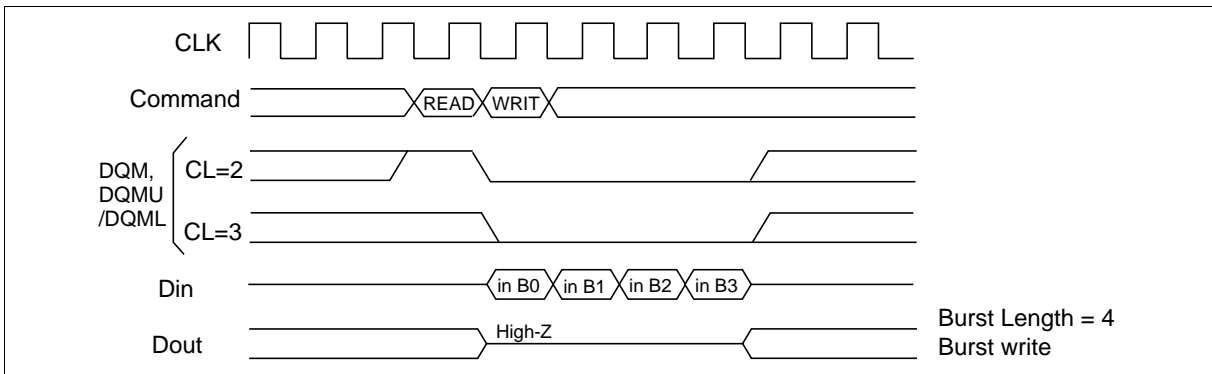 CLK
Command
READ WRIT
DQM,
DQMU
/DQML
CL=2
CL=3
Din
in B0 in B1 in B2 in B3
Dout
High-Z
Burst Length = 4
Burst write